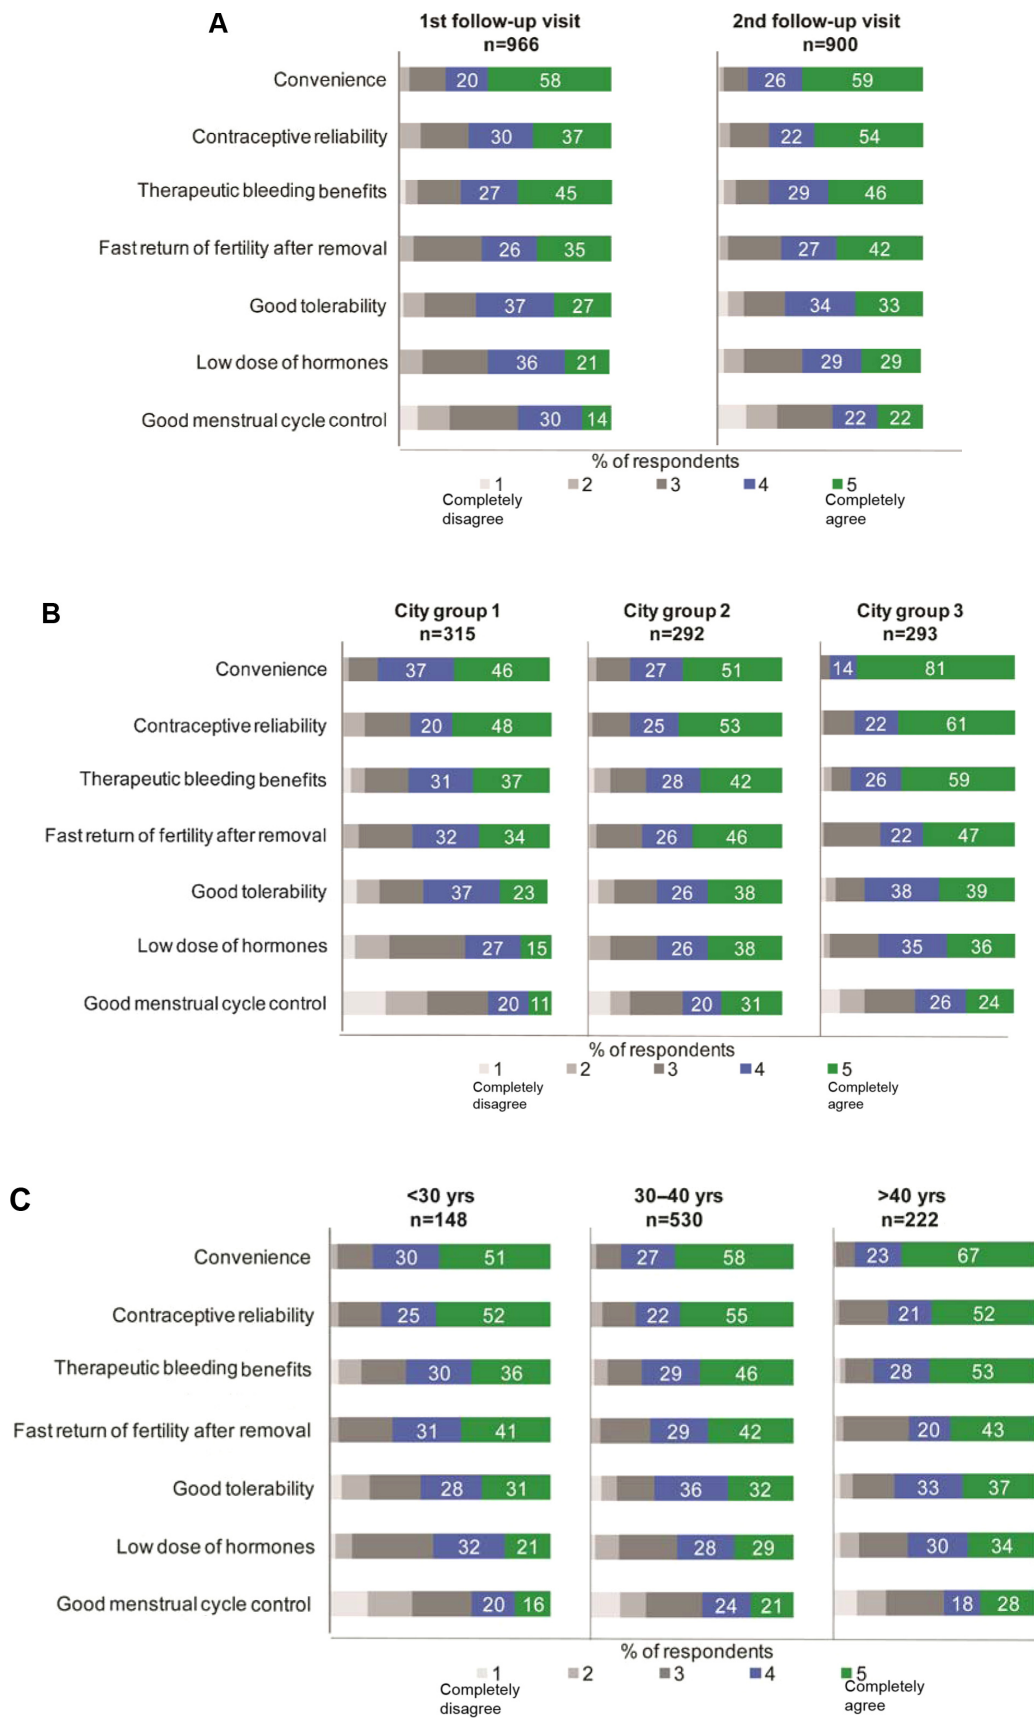 A
1st follow-up visit 2nd follow-up visit
n=966 n=900
Convenience 20 58 26 59
Contraceptive reliability 30 37 22 54
Therapeutic bleeding benefits 27 45 29 46
Fast return of fertility after removal 26 35 27 42
Good tolerability 37 27 34 33
Low dose of hormones 36 21 29 29
Good menstrual cycle control 30 14 22 22
% of respondents
1 2 3 4 5
Completely Completely
disagree agree
B
City group 1 City group 2 City group 3
n=315 n=292 n=293
Convenience 37 46 27 51 14 81
Contraceptive reliability 20 48 25 53 22 61
Therapeutic bleeding benefits 31 37 28 42 26 59
Fast return of fertility after removal 32 34 26 46 22 47
Good tolerability 37 23 26 38 38 39
Low dose of hormones 27 15 26 38 35 36
Good menstrual cycle control 20 11 20 31 26 24
% of respondents
1 2 3 4 5
Completely Completely
disagree agree
C
<30 yrs 30–40 yrs >40 yrs
n=148 n=530 n=222
Convenience 30 51 27 58 23 67
Contraceptive reliability 25 52 22 55 21 52
Therapeutic bleeding benefits 30 36 29 46 28 53
Fast return of fertility after removal 31 41 29 42 20 43
Good tolerability 28 31 36 32 33 37
Low dose of hormones 32 21 28 29 30 34
Good menstrual cycle control 20 16 24 21 18 28
% of respondents
1 2 3 4 5
Completely Completely
disagree agree